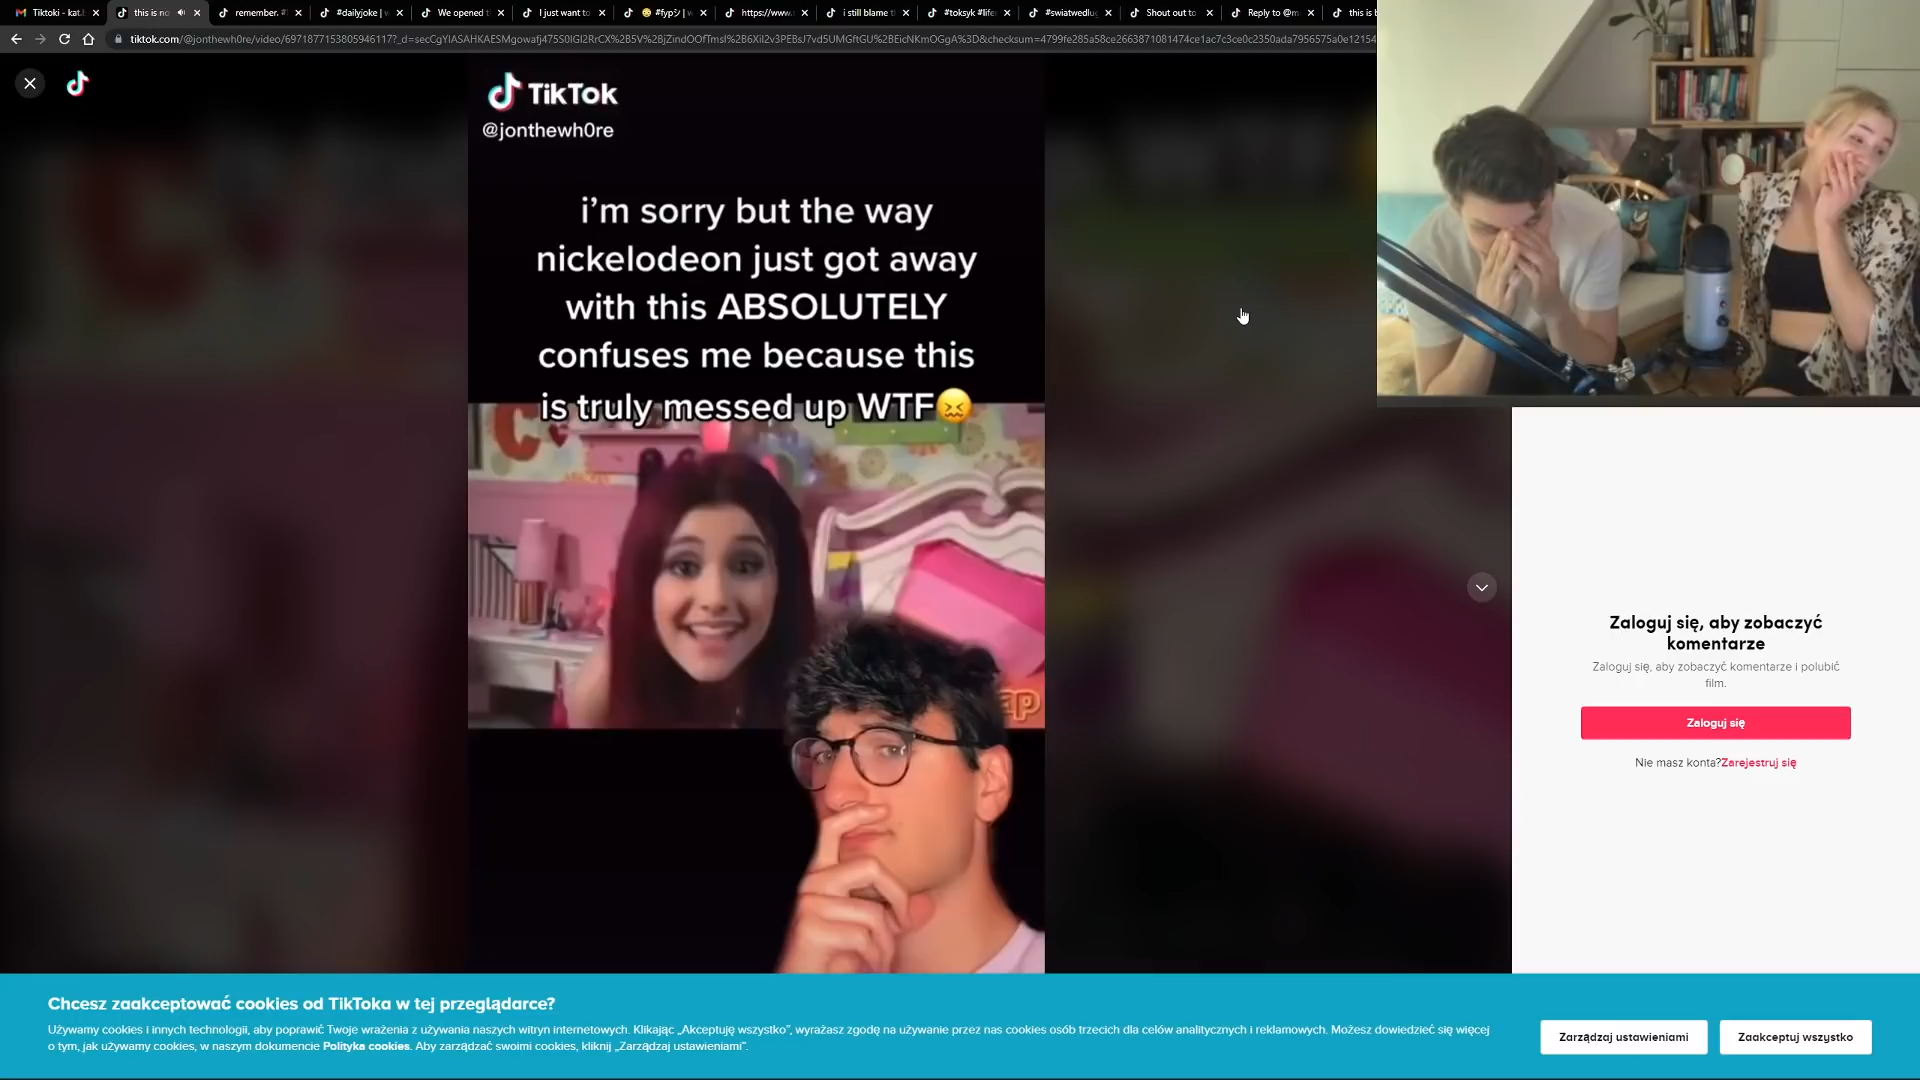 Tiktoki - kat.l
this is no
remember. #
#dailyjoke | w
We opened t
I just want to
#fypシ | w
https://www.
i still blame t
#toksyk #life
#swiatwedlug
Shout out to
Reply to @m
this is b
TikTok
@jonthewh0re
i'm sorry but the way
nickelodeon just got away
with this ABSOLUTELY
confuses me because this
is truly messed up WTF😖
Zaloguj się, aby zobaczyć
komentarze
Zaloguj się, aby zobaczyć komentarze i polubić
film.
Zaloguj się
Nie masz konta?Zarejestruj się
Chcesz zaakceptować cookies od TikToka w tej przeglądarce?
Używamy cookies i innych technologii, aby poprawić Twoje wrażenia z używania naszych witryn internetowych. Klikając „Akceptuję wszystko", wyrażasz zgodę na używanie przez nas cookies osób trzecich dla celów analitycznych i reklamowych. Możesz dowiedzieć się więcej
o tym, jak używamy cookies, w naszym dokumencie Polityka cookies. Aby zarządzać swoimi cookies, kliknij „Zarządzaj ustawieniami".
Zarządzaj ustawieniami
Zaakceptuj wszystko